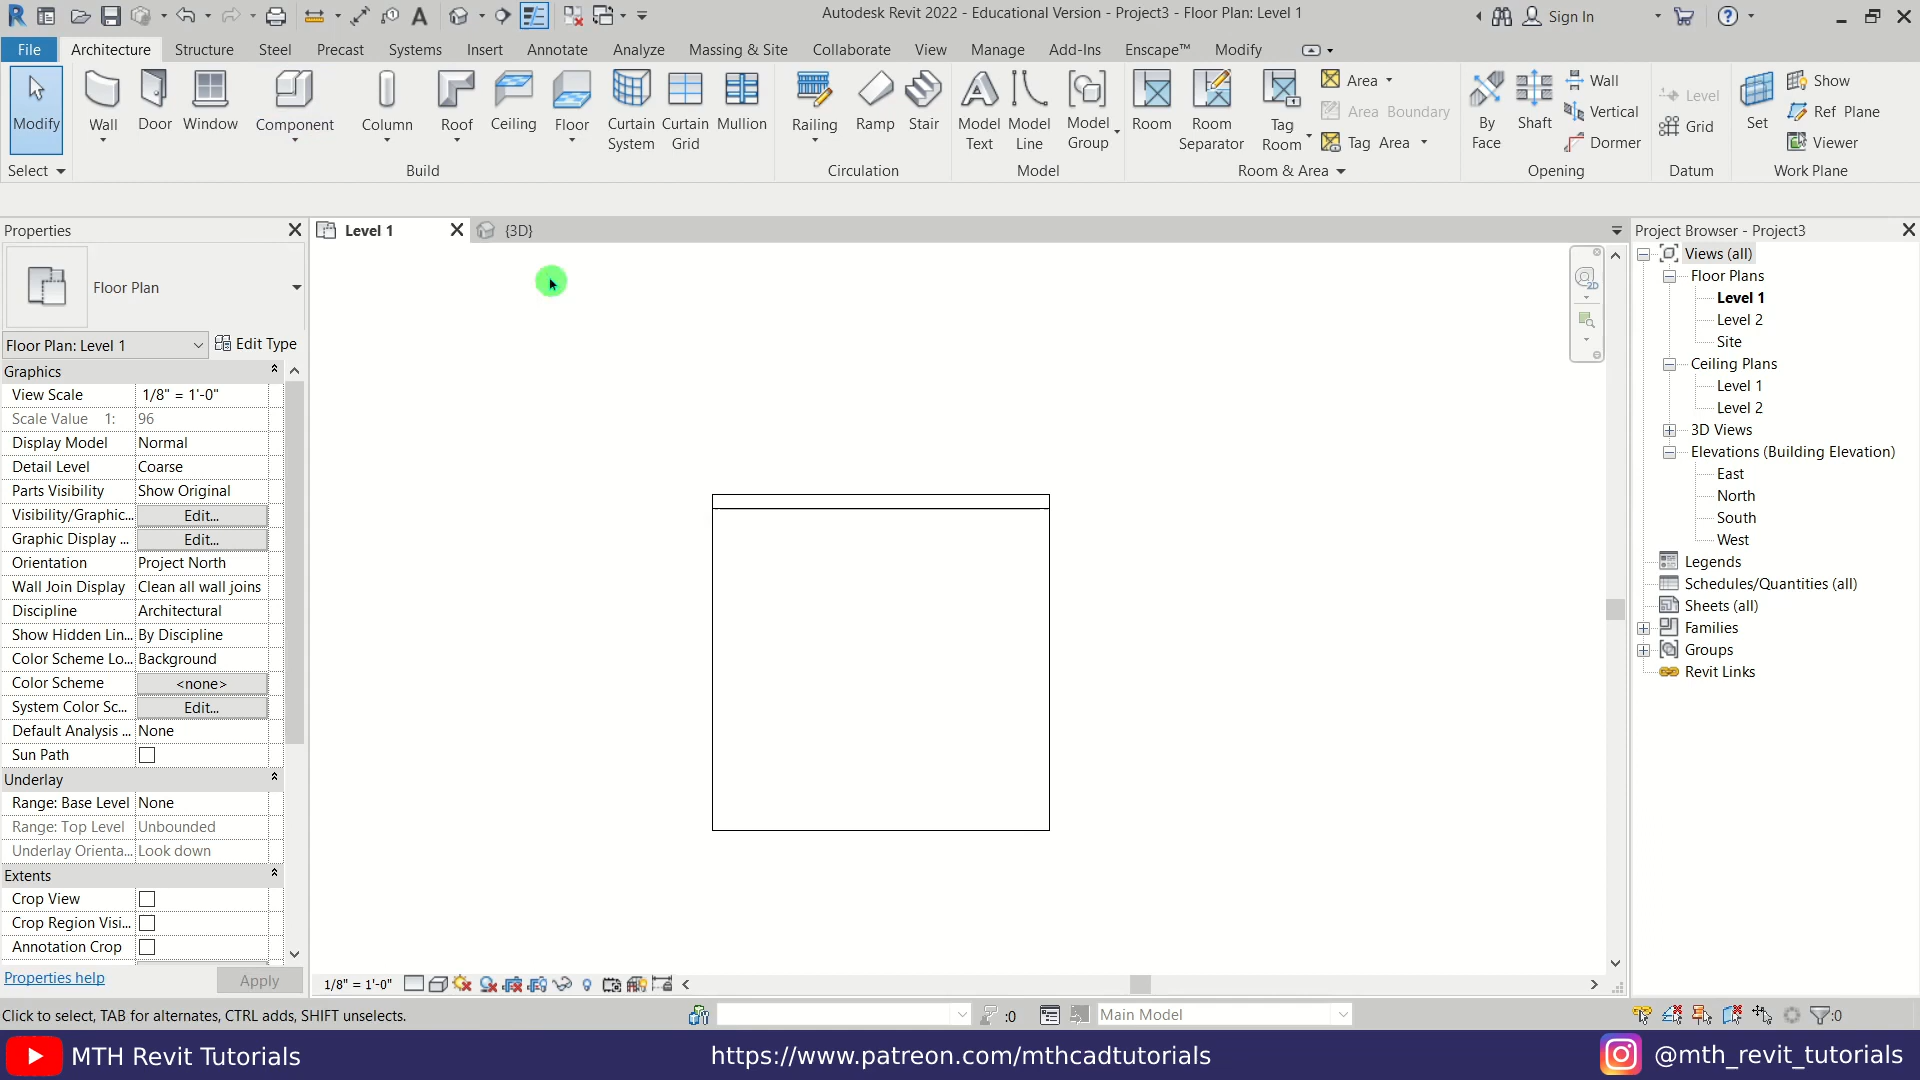 Autodesk Revit 2022 - Educational Version - Project3 - Floor Plan: Level 1
Sign In
File
Architecture
Structure
Steel
Precast
Systems
Insert
Annotate
Analyze
Massing & Site
Collaborate
View
Manage
Add-Ins
Enscape™
Modify
Modify
Wall
Door
Window
Component
Column
Roof
Ceiling
Floor
Curtain System
Curtain Grid
Mullion
Railing
Ramp
Stair
Model Text
Model Line
Model Group
Room
Room Separator
Tag Room
Area
Area Boundary
Tag Area
By Face
Shaft
Wall
Vertical
Dormer
Level
Grid
Set
Show
Ref Plane
Viewer
Select
Build
Circulation
Model
Room & Area
Opening
Datum
Work Plane
Properties
Floor Plan
Floor Plan: Level 1
Edit Type
Graphics
View Scale 1/8" = 1'-0"
Scale Value 1: 96
Display Model Normal
Detail Level Coarse
Parts Visibility Show Original
Visibility/Graphic... Edit...
Graphic Display ... Edit...
Orientation Project North
Wall Join Display Clean all wall joins
Discipline Architectural
Show Hidden Lin... By Discipline
Color Scheme Lo... Background
Color Scheme <none>
System Color Sc... Edit...
Default Analysis ... None
Sun Path
Underlay
Range: Base Level None
Range: Top Level Unbounded
Underlay Orienta... Look down
Extents
Crop View
Crop Region Visi...
Annotation Crop
Properties help
Apply
Level 1
{3D}
2D
1/8" = 1'-0"
Project Browser - Project3
Views (all)
Floor Plans
Level 1
Level 2
Site
Ceiling Plans
Level 1
Level 2
3D Views
Elevations (Building Elevation)
East
North
South
West
Legends
Schedules/Quantities (all)
Sheets (all)
Families
Groups
Revit Links
Click to select, TAB for alternates, CTRL adds, SHIFT unselects.
:0
Main Model
:0
MTH Revit Tutorials
https://www.patreon.com/mthcadtutorials
@mth_revit_tutorials